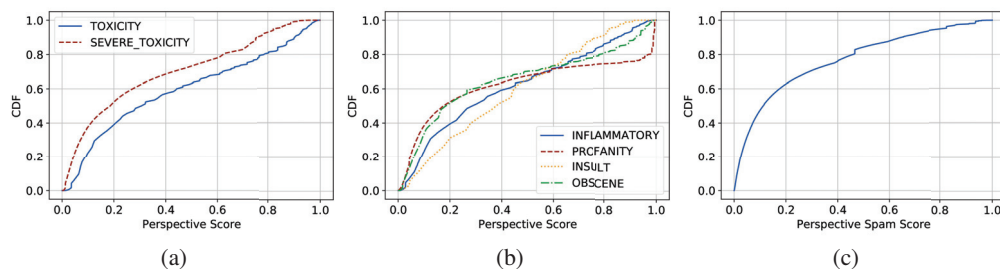 TOXICITY
SEVERE_TOXICITY
CDF
1.0
0.8
0.6
0.4
0.2
0.0
0.0 0.2 0.4 0.6 0.8 1.0
Perspective Score
(a)
CDF
1.0
0.8
0.6
0.4
0.2
0.0
INFLAMMATORY
PROFANITY
INSULT
OBSCENE
0.0 0.2 0.4 0.6 0.8 1.0
Perspective Score
(b)
CDF
1.0
0.8
0.6
0.4
0.2
0.0
0.0 0.2 0.4 0.6 0.8 1.0
Perspective Spam Score
(c)